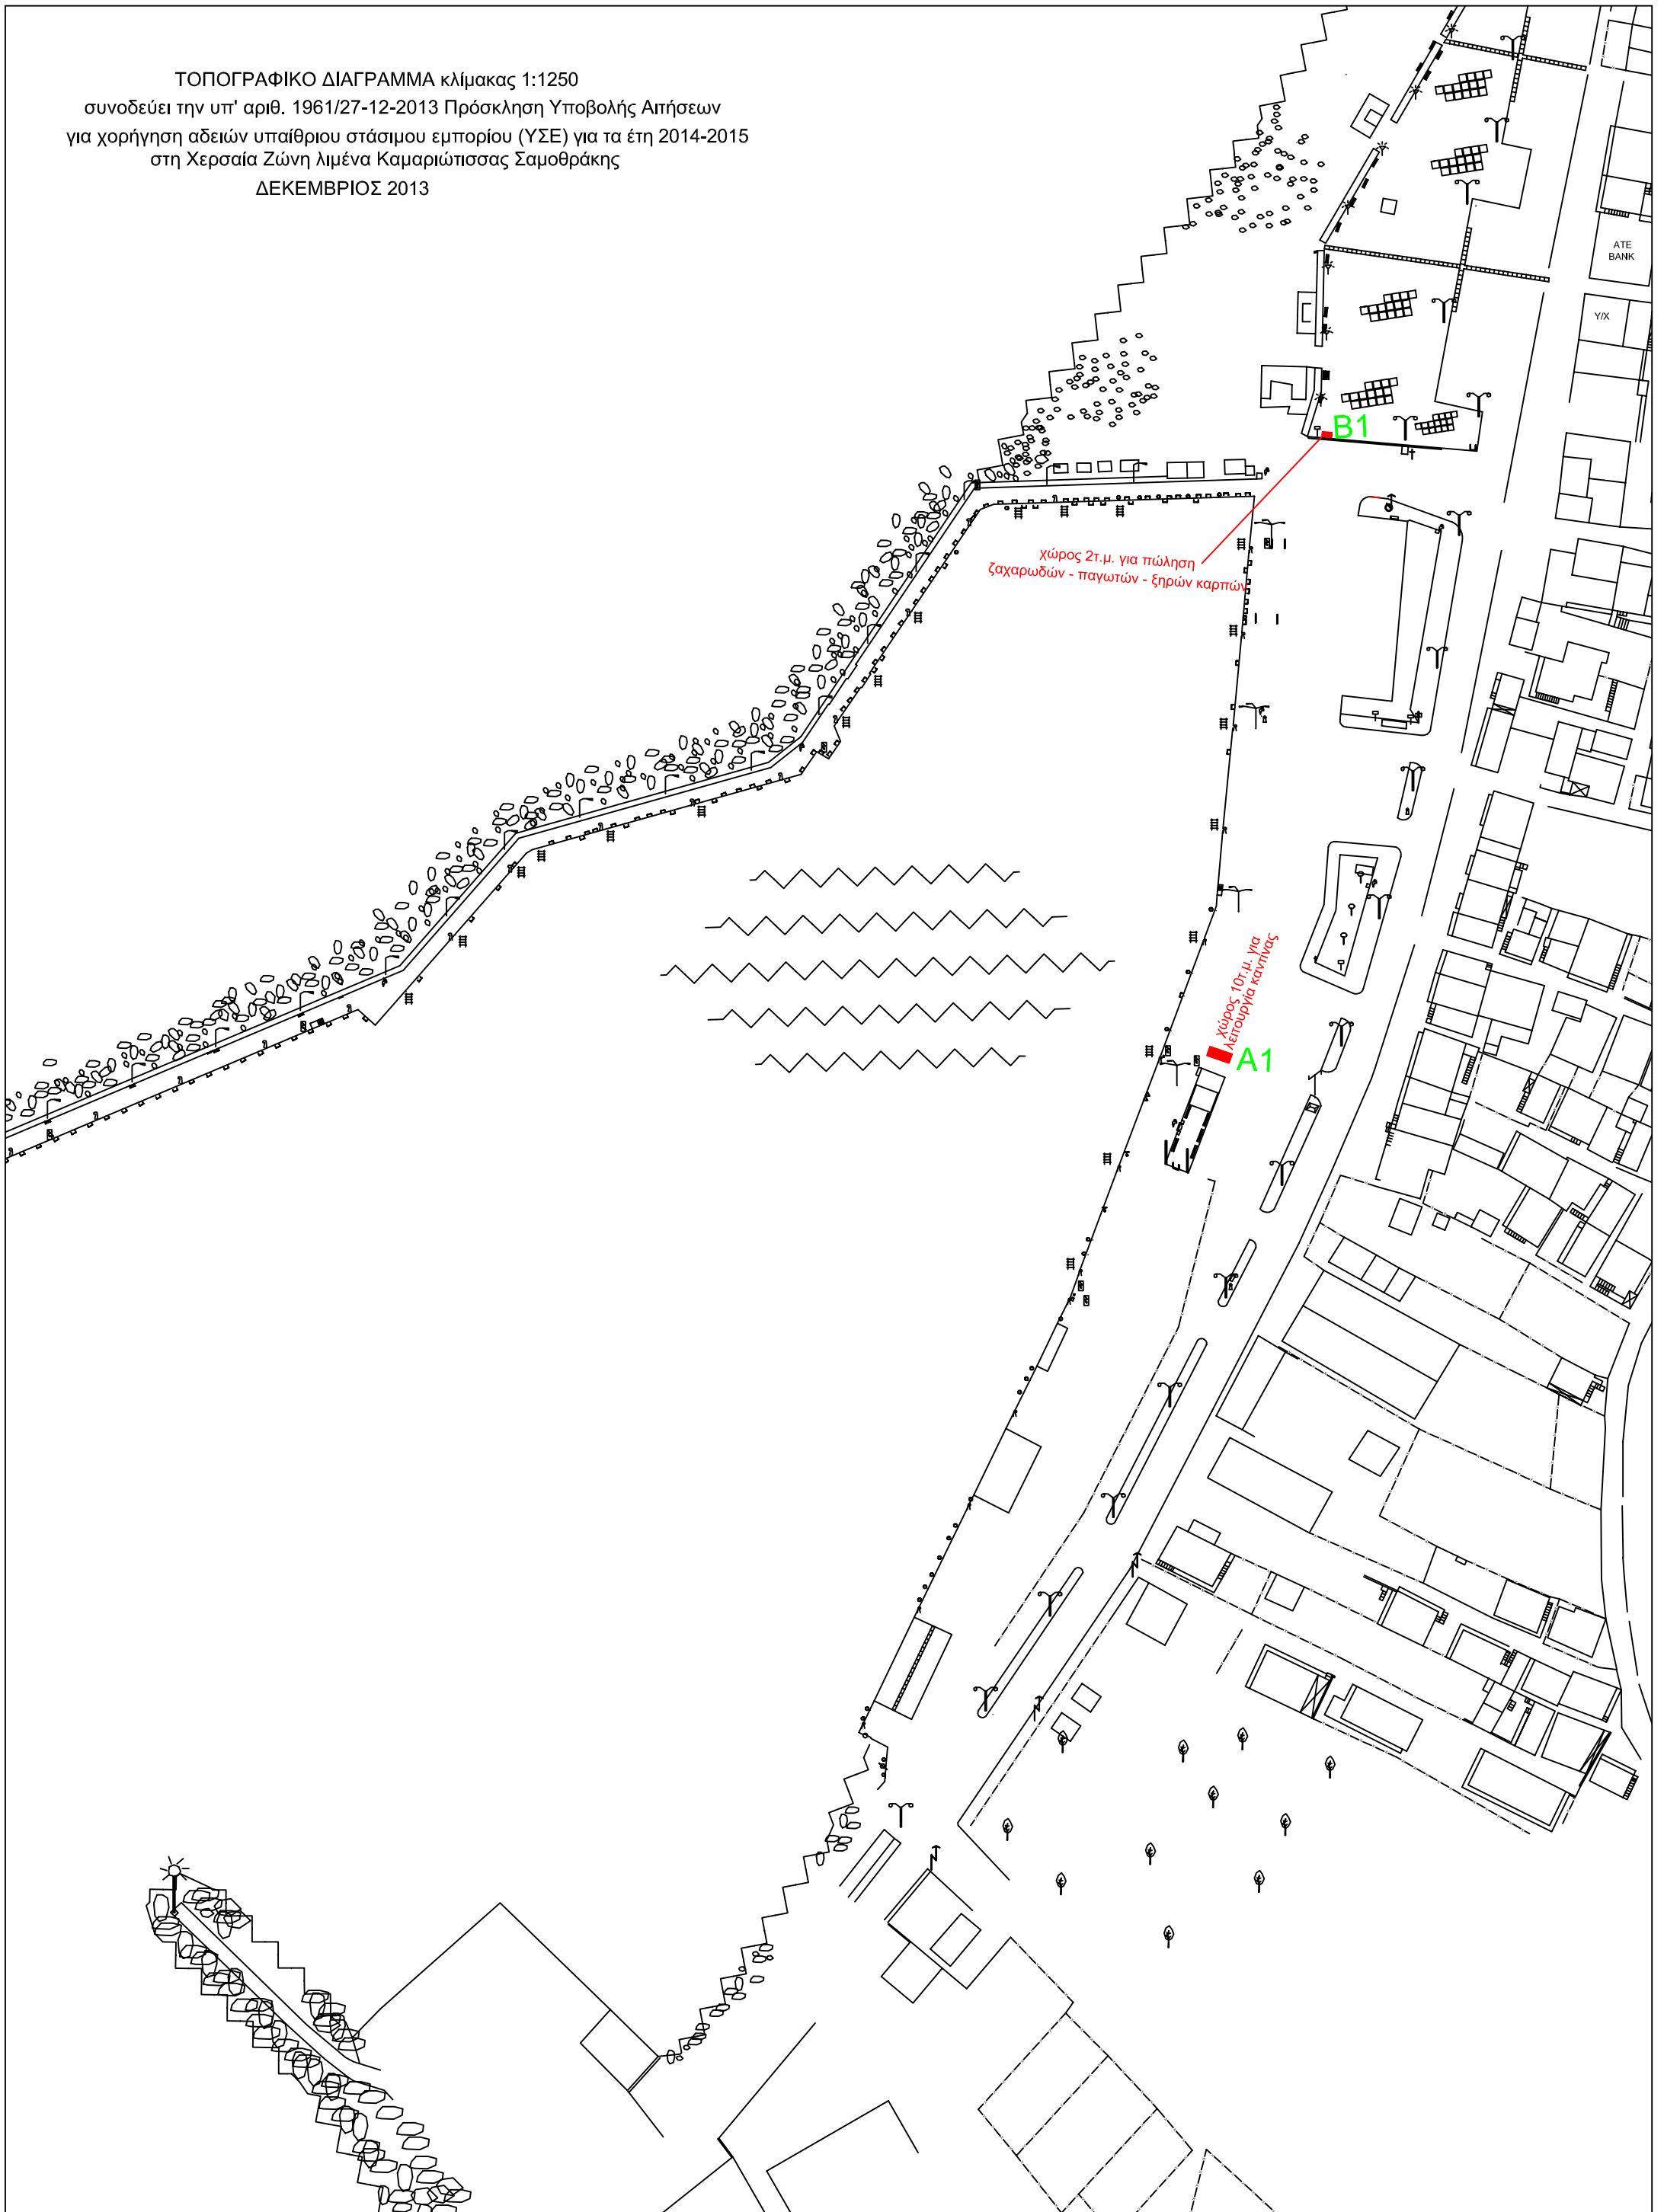 ΤΟΠΟΓΡΑΦΙΚΟ ΔΙΑΓΡΑΜΜΑ κλίμακας 1:1250
συνοδεύει την υπ' αριθ. 1961/27-12-2013 Πρόσκληση Υποβολής Αιτήσεων
για χορήγηση αδειών υπαίθριου στάσιμου εμπορίου (ΥΣΕ) για τα έτη 2014-2015
στη Χερσαία Ζώνη λιμένα Καμαριώτισσας Σαμοθράκης
ΔΕΚΕΜΒΡΙΟΣ 2013
ΑΤΕ
BANK
Υ/Χ
B1
χώρος 2τ.μ. για πώληση
ζαχαρωδών - παγωτών - ξηρών καρπών
χώρος 10τ.μ. για
λειτουργία καντίνας
A1